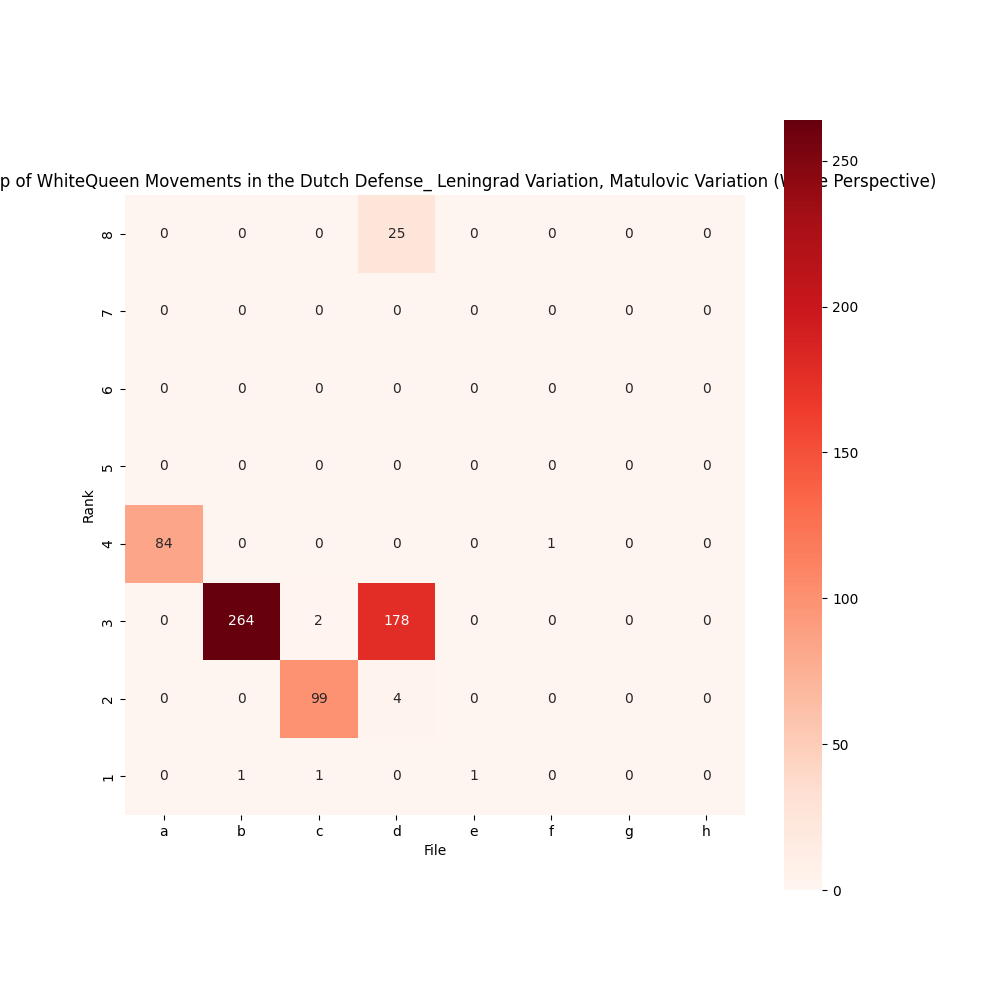 p of WhiteQueen Movements in the Dutch Defense_ Leningrad Variation, Matulovic Variation (W e Perspective)
250
200
150
100
50
0
Rank
8 0 0 0 25 0 0 0 0
7 0 0 0 0 0 0 0 0
6 0 0 0 0 0 0 0 0
5 0 0 0 0 0 0 0 0
4 84 0 0 0 0 1 0 0
3 0 264 2 178 0 0 0 0
2 0 0 99 4 0 0 0 0
1 0 1 1 0 1 0 0 0
a b c d e f g h
File